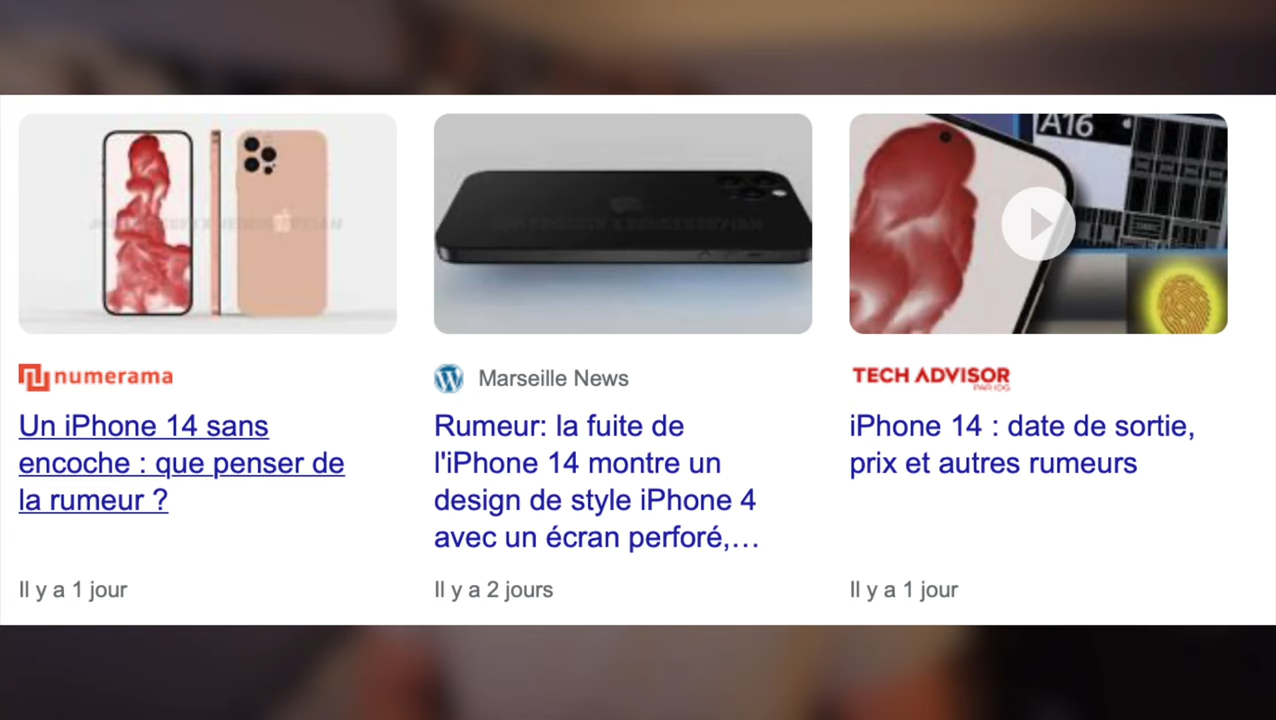 A16
numerama
Marseille News
TECH ADVISOR
PAR IDG
Un iPhone 14 sans
encoche : que penser de
la rumeur ?
Rumeur: la fuite de
l'iPhone 14 montre un
design de style iPhone 4
avec un écran perforé,…
iPhone 14 : date de sortie,
prix et autres rumeurs
Il y a 1 jour
Il y a 2 jours
Il y a 1 jour